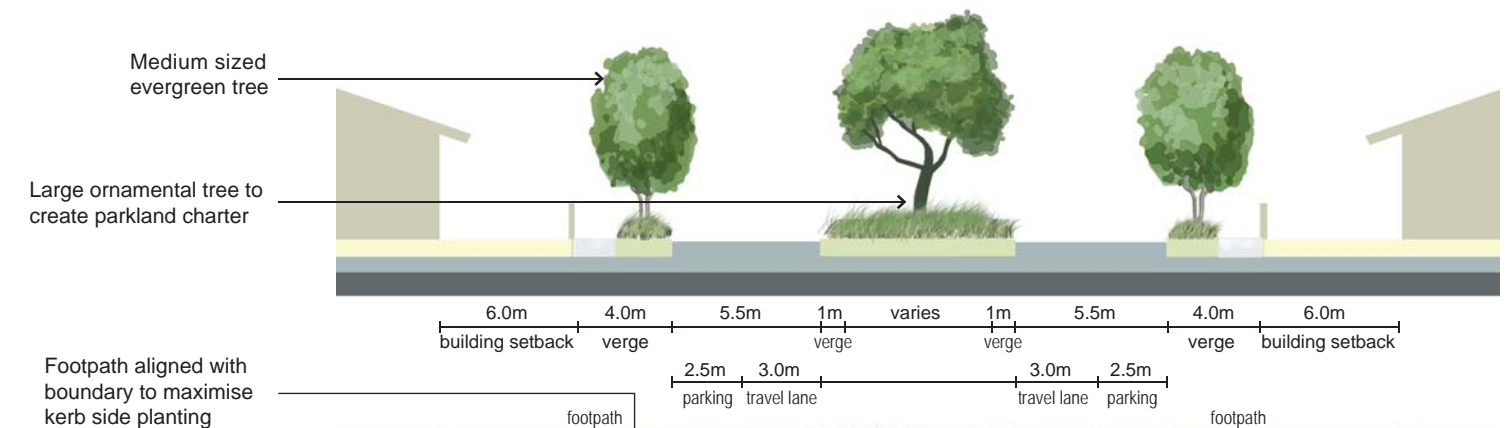 Medium sized
evergreen tree
Large ornamental tree to
create parkland charter
6.0m 4.0m 5.5m 1m varies 1m 5.5m 4.0m 6.0m
building setback verge verge verge verge building setback
2.5m 3.0m 3.0m 2.5m
parking travel lane travel lane parking
Footpath aligned with
boundary to maximise
kerb side planting
footpath footpath